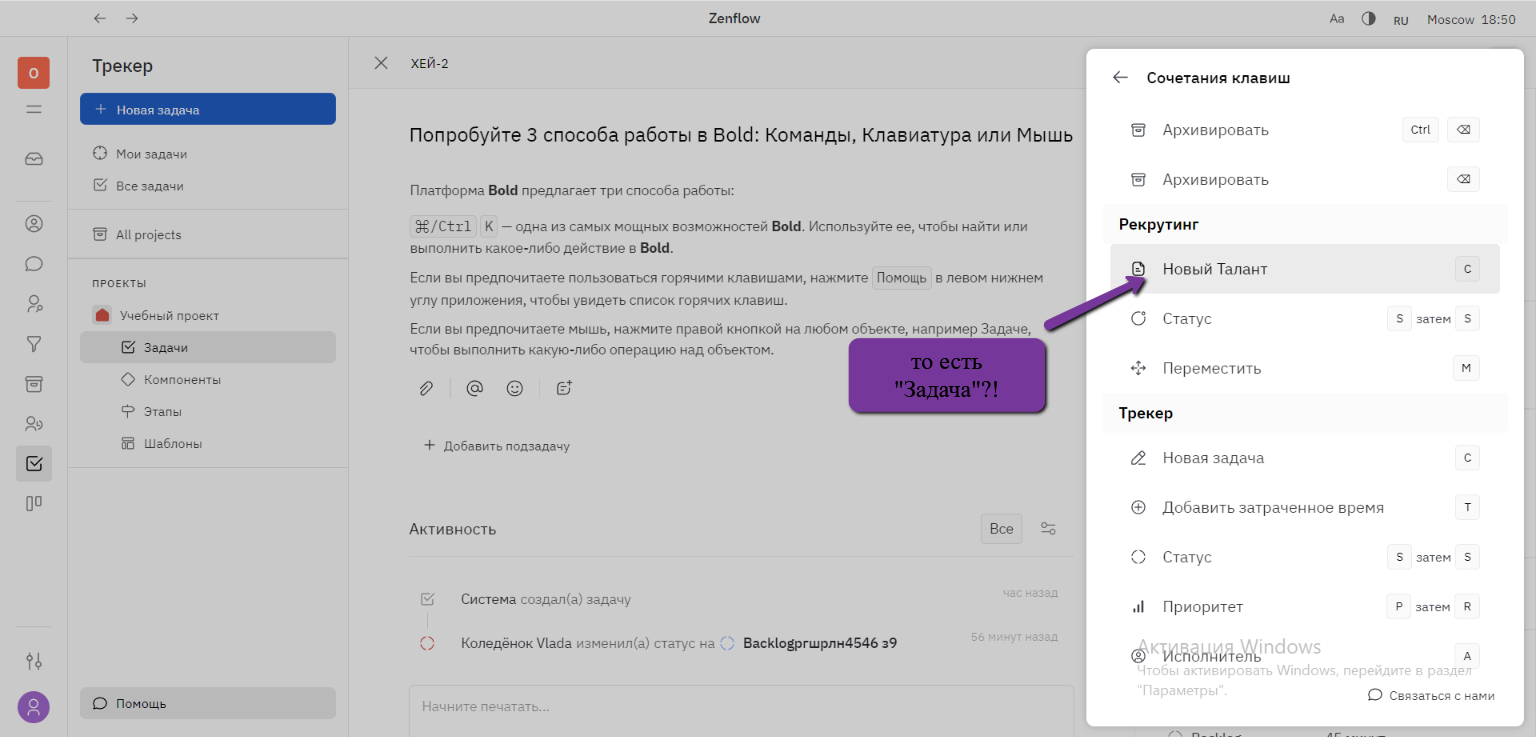 Zenflow
Aa
RU
Moscow 18:50
O
Трекер
+ Новая задача
Мои задачи
Все задачи
All projects
ПРОЕКТЫ
Учебный проект
Задачи
Компоненты
Этапы
Шаблоны
Помощь
ХЕЙ-2
Попробуйте 3 способа работы в Bold: Команды, Клавиатура или Мышь
Платформа Bold предлагает три способа работы:
⌘/Ctrl K — одна из самых мощных возможностей Bold. Используйте ее, чтобы найти или
выполнить какое-либо действие в Bold.
Если вы предпочитаете пользоваться горячими клавишами, нажмите Помощь в левом нижнем
углу приложения, чтобы увидеть список горячих клавиш.
Если вы предпочитаете мышь, нажмите правой кнопкой на любом объекте, например Задаче,
чтобы выполнить какую-либо операцию над объектом.
+ Добавить подзадачу
Активность
Все
Система создал(а) задачу
час назад
Коледёнок Vlada изменил(а) статус на Backlogргшрлн4546 з9
56 минут назад
Начните печатать...
то есть
"Задача"?!
Сочетания клавиш
Архивировать Ctrl ⌫
Архивировать ⌫
Рекрутинг
Новый Талант C
Статус S затем S
Переместить M
Трекер
Новая задача C
Добавить затраченное время T
Статус S затем S
Приоритет P затем R
Исполнитель A
Активация Windows
Чтобы активировать Windows, перейдите в раздел
"Параметры".
Связаться с нами